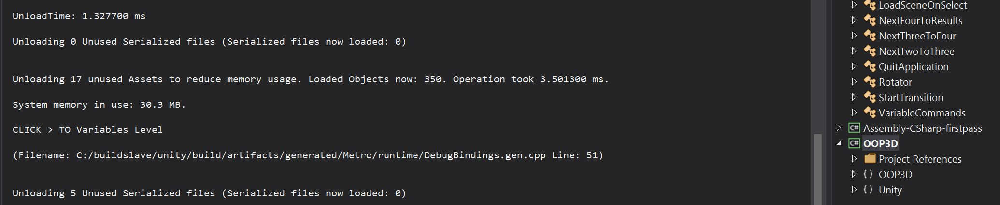 UnloadTime: 1.327700 ms
Unloading 0 Unused Serialized files (Serialized files now loaded: 0)
Unloading 17 unused Assets to reduce memory usage. Loaded Objects now: 350. Operation took 3.501300 ms.
System memory in use: 30.3 MB.
CLICK > TO Variables Level
(Filename: C:/buildslave/unity/build/artifacts/generated/Metro/runtime/DebugBindings.gen.cpp Line: 51)
Unloading 5 Unused Serialized files (Serialized files now loaded: 0)
LoadSceneOnSelect
NextFourToResults
NextThreeToFour
NextTwoToThree
QuitApplication
Rotator
StartTransition
VariableCommands
C# Assembly-CSharp-firstpass
C# OOP3D
Project References
{ } OOP3D
{ } Unity